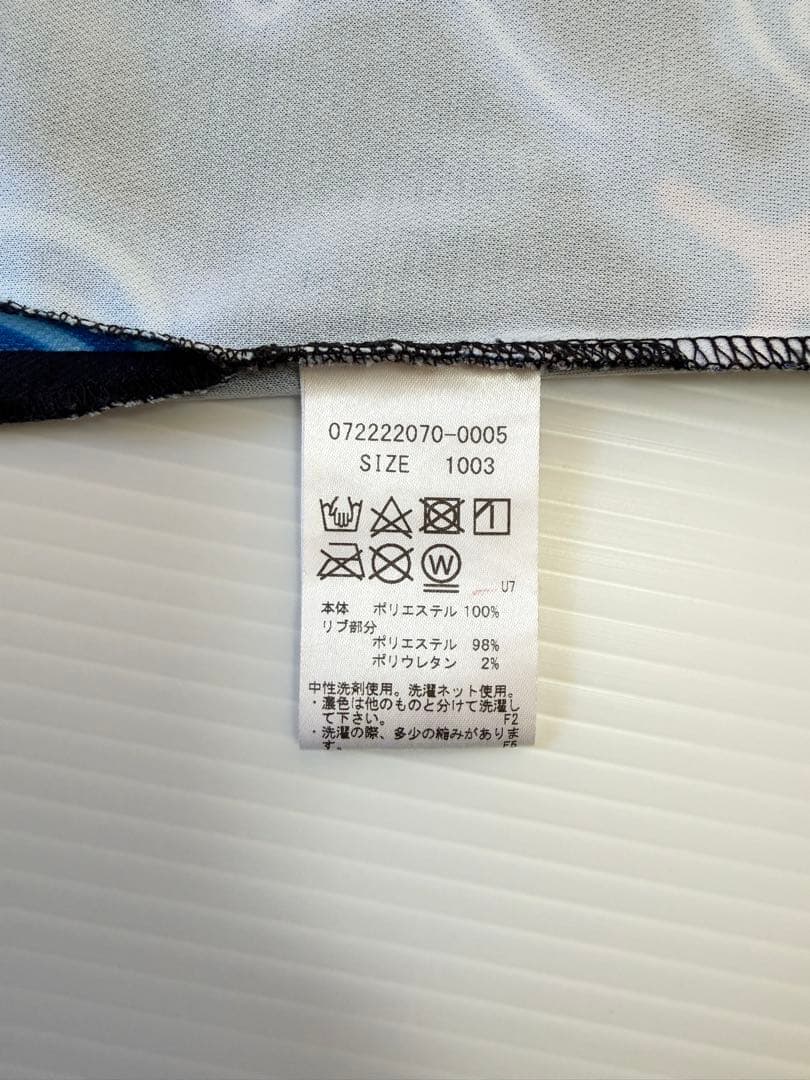 072222070-0005
SIZE 1003
W
U7
本体 ポリエステル 100%
リブ部分
ポリエステル 98%
ポリウレタン 2%
中性洗剤使用。洗濯ネット使用。
・濃色は他のものと分けて洗濯し
て下さい。 F2
・洗濯の際、多少の縮みがありま
す。 F5